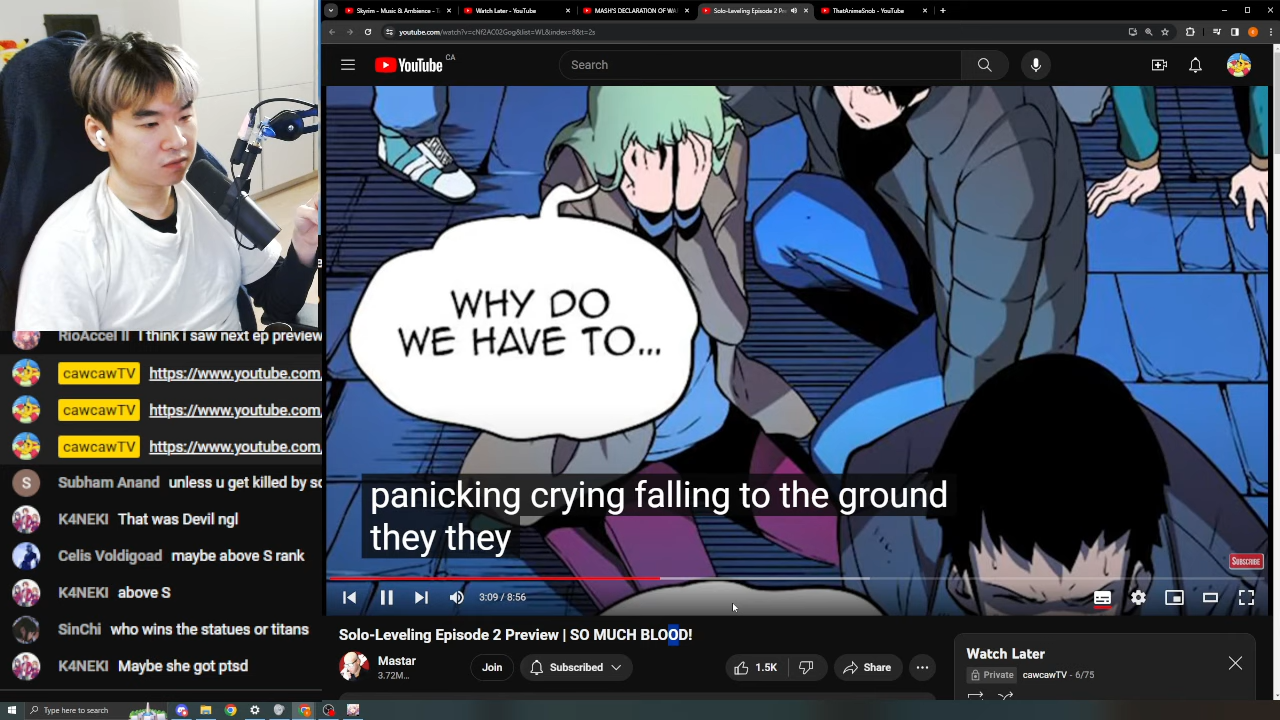 Skyrim - Music & Ambience - T
Watch Later - YouTube
MASH'S DECLARATION OF WA
Solo-Leveling Episode 2 Pr
ThatAnimeSnob - YouTube
youtube.com/watch?v=cNf2AC02Gog&list=WL&index=8&t=2s
YouTube CA
Search
WHY DO
WE HAVE TO...
panicking crying falling to the ground
they they
SUBSCRIBE
3:09 / 8:56
Solo-Leveling Episode 2 Preview | SO MUCH BLOOD!
Mastar
3.72M...
Join
Subscribed
1.5K
Share
Watch Later
Private cawcawTV - 6/75
RioAccel II I think I saw next ep preview
cawcawTV https://www.youtube.com/
cawcawTV https://www.youtube.com/
cawcawTV https://www.youtube.com/
S Subham Anand unless u get killed by so
K4NEKI That was Devil ngl
Celis Voldigoad maybe above S rank
K4NEKI above S
SinChi who wins the statues or titans
K4NEKI Maybe she got ptsd
Type here to search